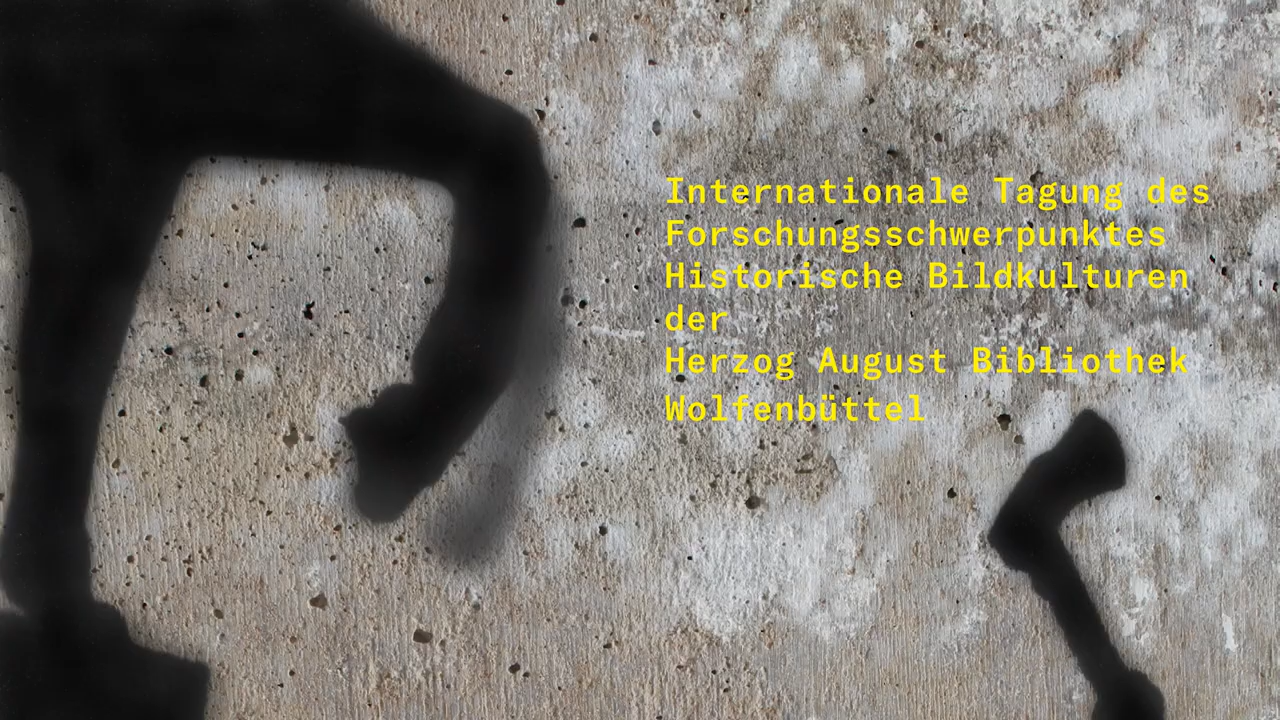 Internationale Tagung des
Forschungsschwerpunktes
Historische Bildkulturen
der
Herzog August Bibliothek
Wolfenbüttel